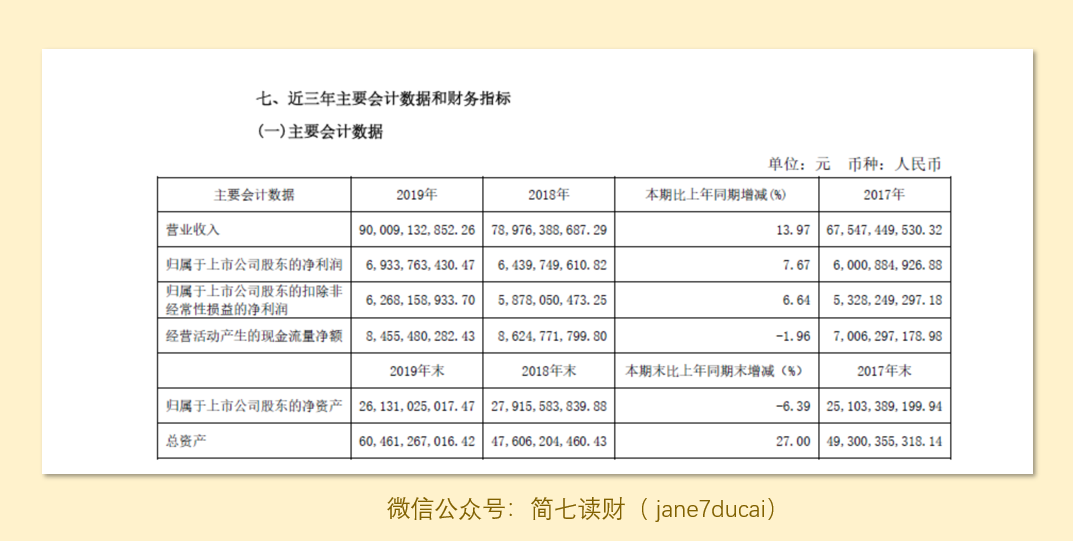 七、近三年主要会计数据和财务指标
(一)主要会计数据
单位：元 币种：人民币
主要会计数据 2019年 2018年 本期比上年同期增减(%) 2017年
营业收入 90,009,132,852.26 78,976,388,687.29 13.97 67,547,449,530.32
归属于上市公司股东的净利润 6,933,763,430.47 6,439,749,610.82 7.67 6,000,884,926.88
归属于上市公司股东的扣除非
经常性损益的净利润 6,268,158,933.70 5,878,050,473.25 6.64 5,328,249,297.18
经营活动产生的现金流量净额 8,455,480,282.43 8,624,771,799.80 -1.96 7,006,297,178.98
2019年末 2018年末 本期末比上年同期末增减（%） 2017年末
归属于上市公司股东的净资产 26,131,025,017.47 27,915,583,839.88 -6.39 25,103,389,199.94
总资产 60,461,267,016.42 47,606,204,460.43 27.00 49,300,355,318.14
微信公众号：简七读财（ jane7ducai）